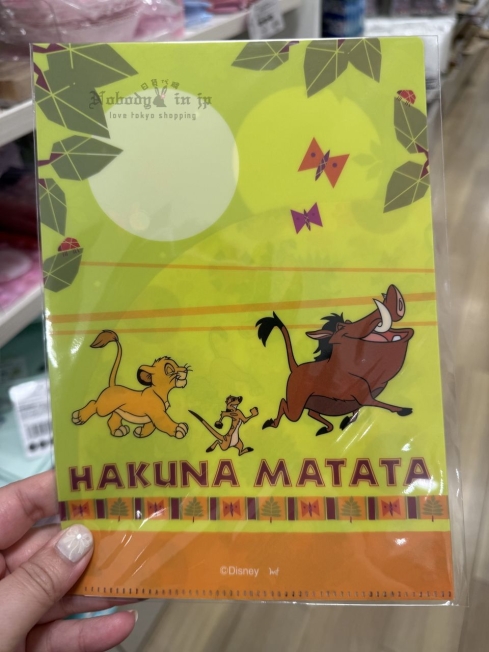 Nobody in jp
love tokyo shopping
HAKUNA MATATA
©Disney